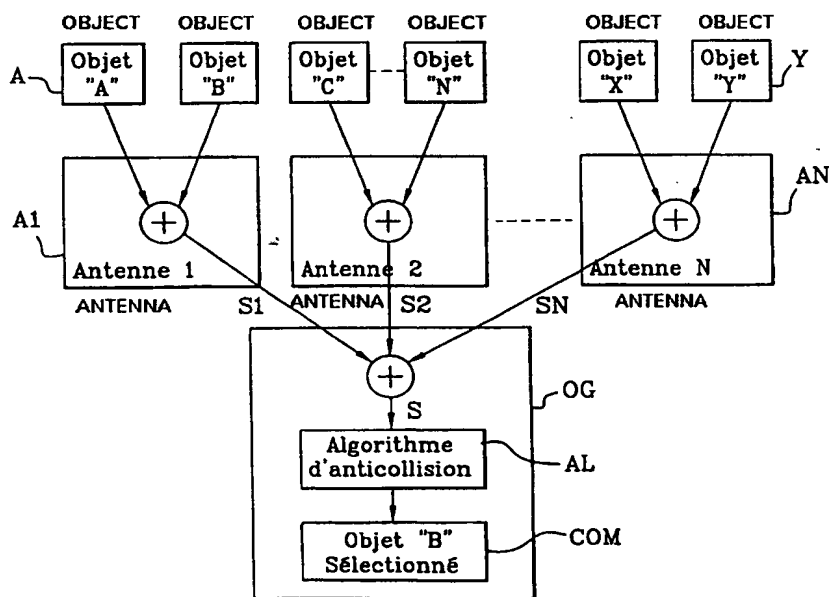 OBJECT OBJECT OBJECT OBJECT OBJECT OBJECT
A
Objet "A"
Objet "B"
Objet "C"
Objet "N"
Objet "X"
Objet "Y"
Y
A1
AN
+
+
+
Antenne 1
Antenne 2
Antenne N
ANTENNA
S1
ANTENNA
S2
SN
ANTENNA
+
OG
S
Algorithme
d'anticollision
AL
Objet "B"
Sélectionné
COM